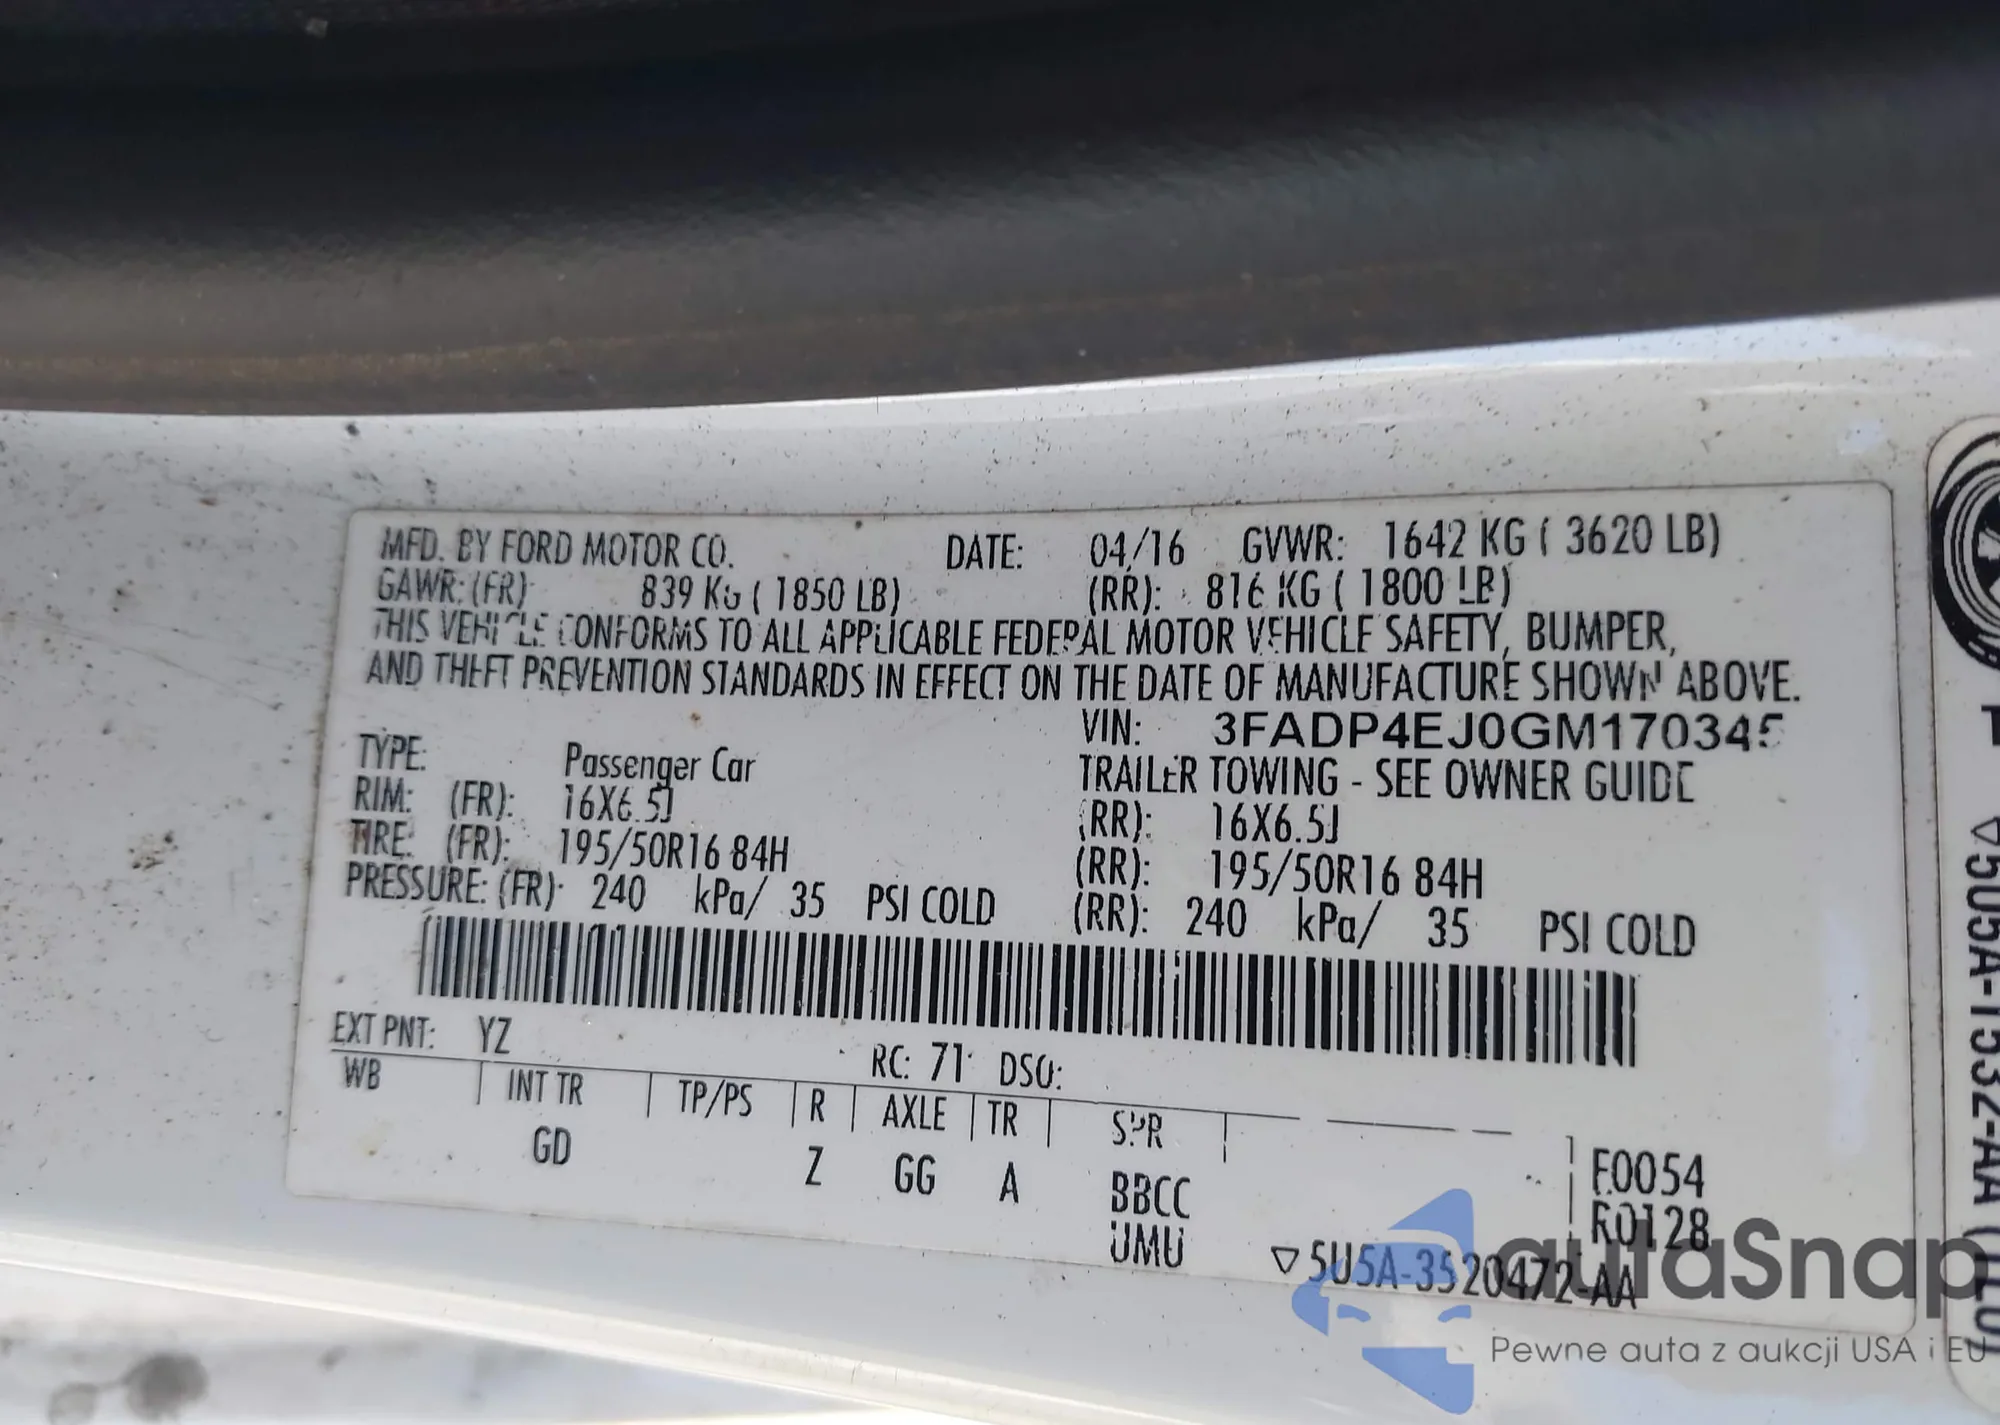 MFD. BY FORD MOTOR CO. DATE: 04/16 GVWR: 1642 KG ( 3620 LB)
GAWR: (FR): 839 KG ( 1850 LB) (RR): 816 KG ( 1800 LB)
THIS VEHICLE CONFORMS TO ALL APPLICABLE FEDERAL MOTOR VEHICLE SAFETY, BUMPER,
AND THEFT PREVENTION STANDARDS IN EFFECT ON THE DATE OF MANUFACTURE SHOWN ABOVE.
VIN: 3FADP4EJ0GM170345
TYPE: Passenger Car TRAILER TOWING - SEE OWNER GUIDE
RIM: (FR): 16X6.5J (RR): 16X6.5J
TIRE: (FR): 195/50R16 84H (RR): 195/50R16 84H
PRESSURE: (FR): 240 kPa/ 35 PSI COLD (RR): 240 kPa/ 35 PSI COLD
EXT PNT: YZ RC: 71 DSO:
WB INT TR TP/PS R AXLE TR SPR
GD Z GG A BBCC
UMU
F0054
R0128
▽5U5A-3520472-AA
▽5U5A-1532-AA
autaSnap
Pewne auta z aukcji USA i EU